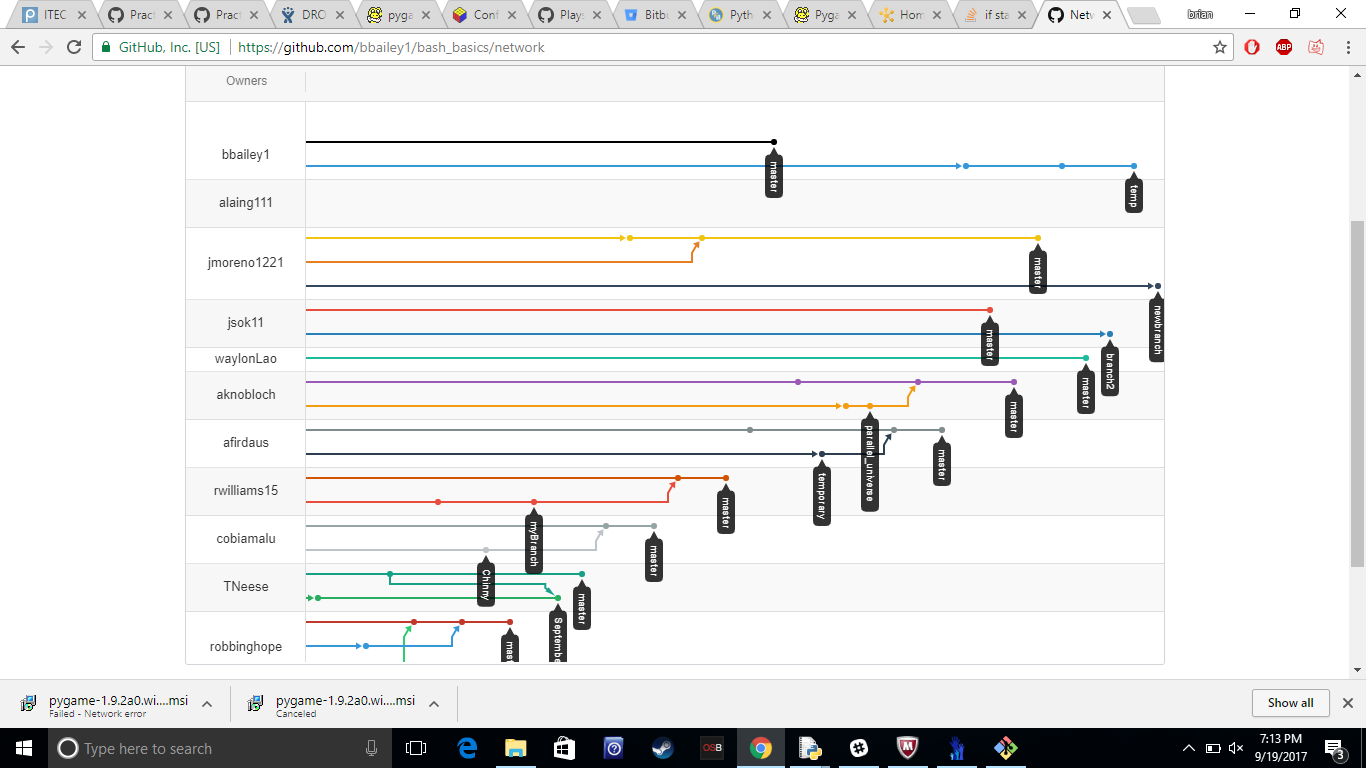 ITEC
Pract
Pract
DRO
pyga
Conf
Plays
Bitbu
Pyth
Pyga
Hom
if sta
Netw
brian
GitHub, Inc. [US]
https://github.com/bbailey1/bash_basics/network
ABP
Owners
bbailey1
master
temp
alaing111
jmoreno1221
master
newbranch
jsok11
master
branch2
waylonLao
master
aknobloch
parallel_universe
master
afirdaus
temporary
master
rwilliams15
myBranch
master
cobiamalu
Chinny
master
TNeese
Septembe
master
robbinghope
mast
pygame-1.9.2a0.wi....msi
Failed - Network error
pygame-1.9.2a0.wi....msi
Canceled
Show all
Type here to search
OSB
7:13 PM
9/19/2017
3